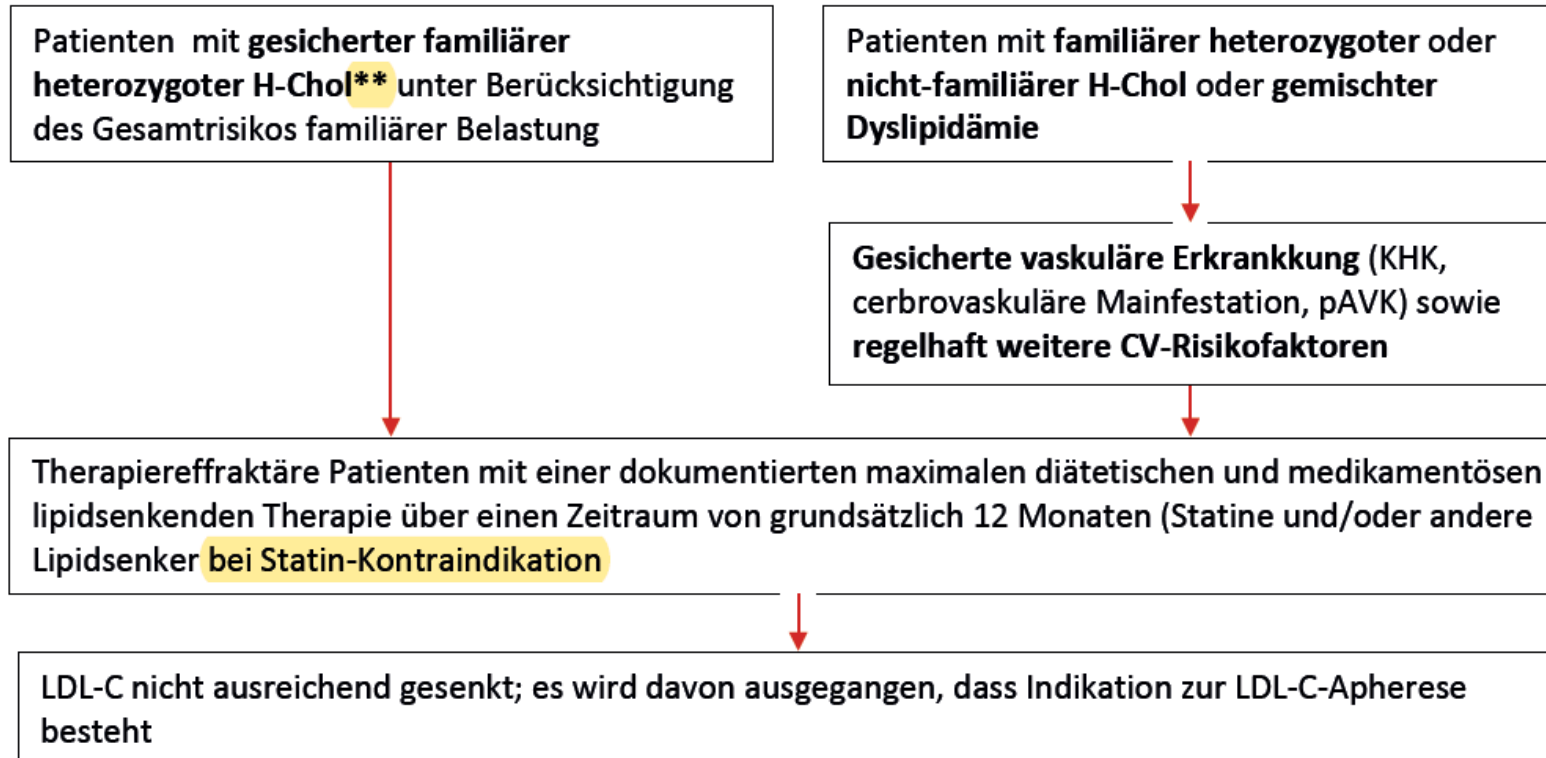 Patienten mit gesicherter familiärer
heterozygoter H-Chol** unter Berücksichtigung
des Gesamtrisikos familiärer Belastung
Patienten mit familiärer heterozygoter oder
nicht-familiärer H-Chol oder gemischter
Dyslipidämie
Gesicherte vaskuläre Erkrankkung (KHK,
cerbrovaskuläre Mainfestation, pAVK) sowie
regelhaft weitere CV-Risikofaktoren
Therapiereffraktäre Patienten mit einer dokumentierten maximalen diätetischen und medikamentösen
lipidsenkenden Therapie über einen Zeitraum von grundsätzlich 12 Monaten (Statine und/oder andere
Lipidsenker bei Statin-Kontraindikation
LDL-C nicht ausreichend gesenkt; es wird davon ausgegangen, dass Indikation zur LDL-C-Apherese
besteht